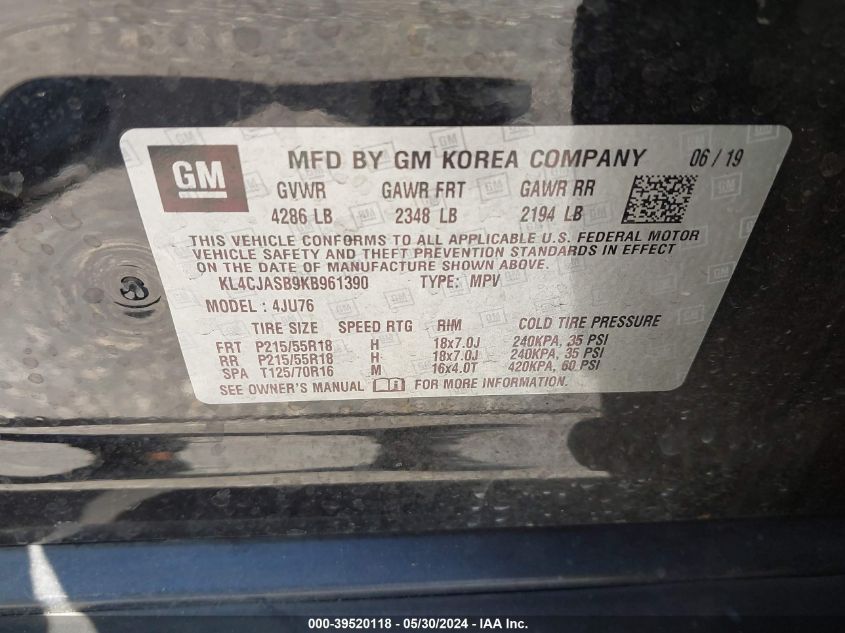 GM MFD BY GM KOREA COMPANY 06 / 19
GVWR GAWR FRT GAWR RR
4286 LB 2348 LB 2194 LB
THIS VEHICLE CONFORMS TO ALL APPLICABLE U.S. FEDERAL MOTOR
VEHICLE SAFETY AND THEFT PREVENTION STANDARDS IN EFFECT
ON THE DATE OF MANUFACTURE SHOWN ABOVE.
KL4CJASB9KB961390 TYPE: MPV
MODEL : 4JU76
TIRE SIZE SPEED RTG RIM COLD TIRE PRESSURE
FRT P215/55R18 H 18x7.0J 240KPA, 35 PSI
RR P215/55R18 H 18x7.0J 240KPA, 35 PSI
SPA T125/70R16 M 16x4.0T 420KPA, 60 PSI
SEE OWNER'S MANUAL FOR MORE INFORMATION.
000-39520118 - 05/30/2024 - IAA Inc.